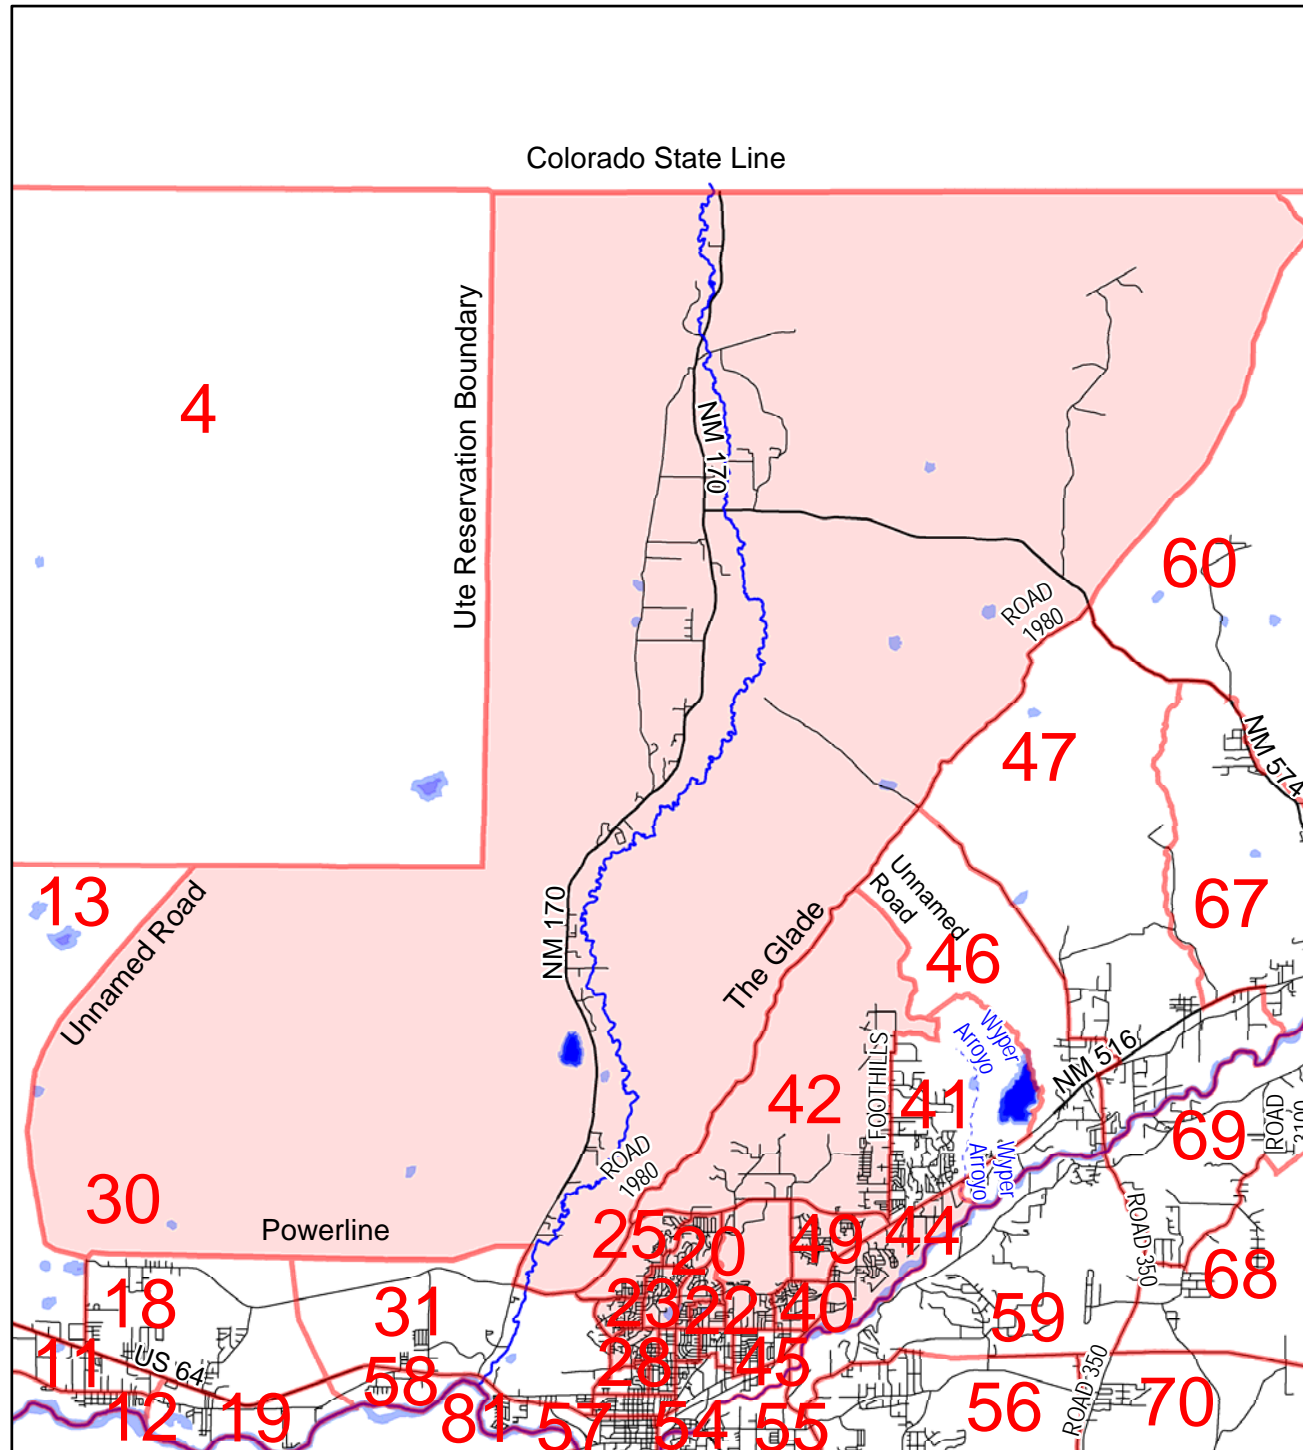 Colorado State Line
Ute Reservation Boundary
4
NM 170
60
ROAD
1980
47
NM 574
13
Unnamed Road
Unnamed
Road
67
NM 170
The Glade
46
Wyper
Arroyo
NM 516
FOOTHILLS
42
41
69
ROAD
3100
Wyper
Arroyo
30
ROAD
1980
Powerline
25
20
49
44
ROAD 350
68
18
31
23
22
40
59
11
US 64
58
28
45
ROAD 350
12
19
81
57
54
55
56
70